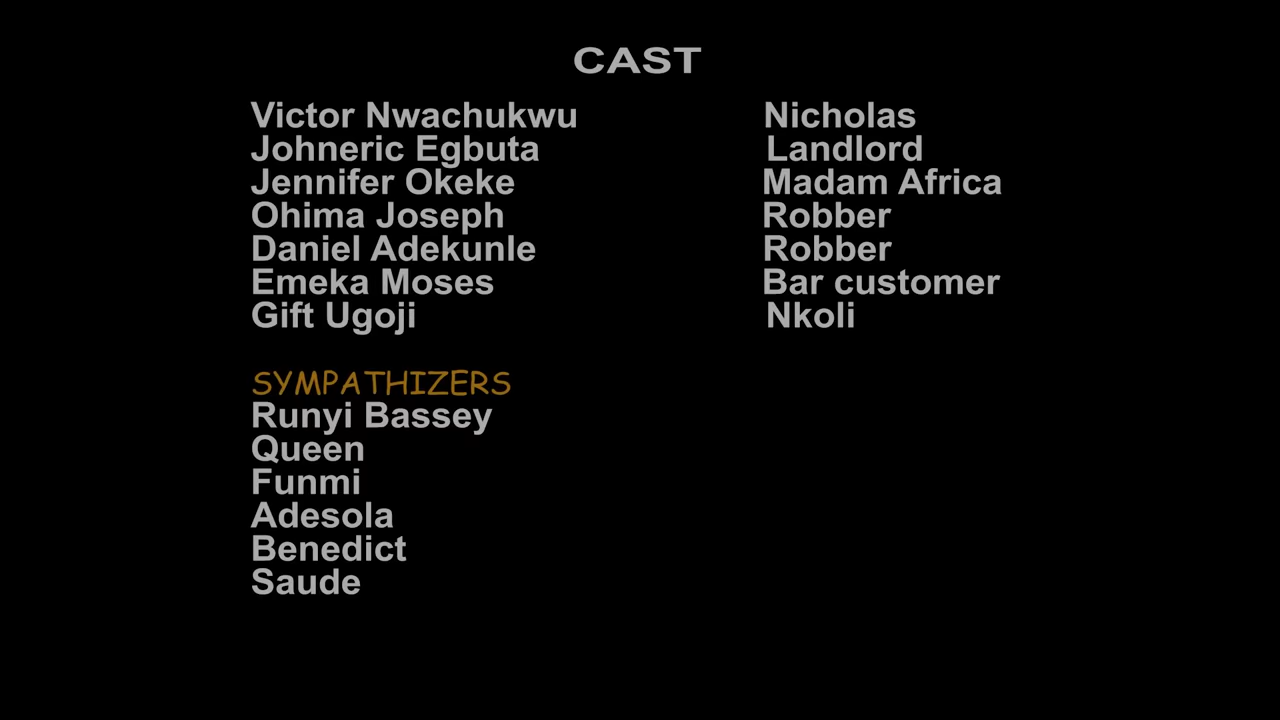 CAST
Victor Nwachukwu Nicholas
Johneric Egbuta Landlord
Jennifer Okeke Madam Africa
Ohima Joseph Robber
Daniel Adekunle Robber
Emeka Moses Bar customer
Gift Ugoji Nkoli
SYMPATHIZERS
Runyi Bassey
Queen
Funmi
Adesola
Benedict
Saude